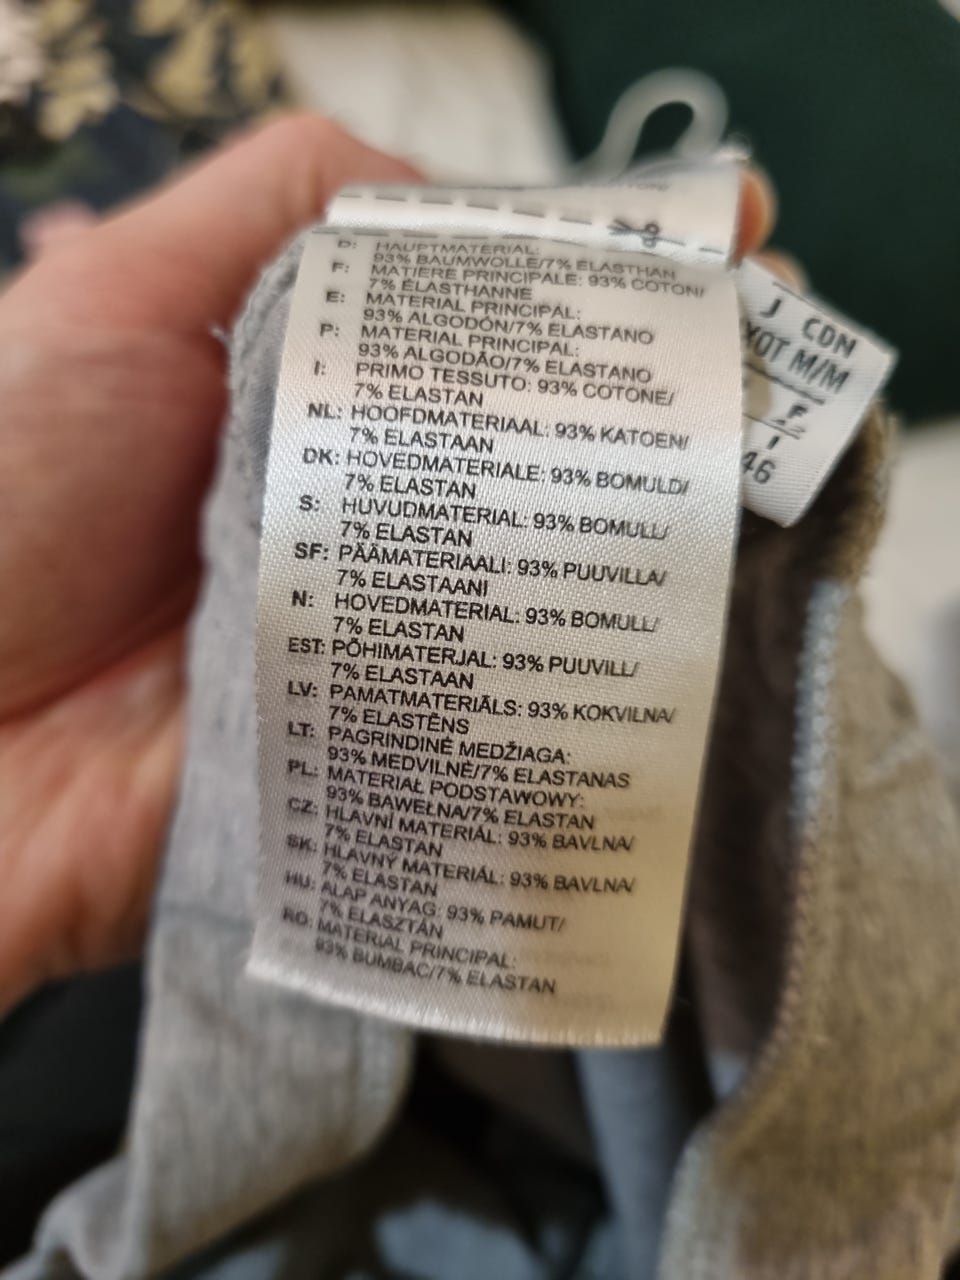 D: HAUPTMATERIAL:
93% BAUMWOLLE/7% ELASTHAN
F: MATIÈRE PRINCIPALE: 93% COTON/
7% ÉLASTHANNE
E: MATERIAL PRINCIPAL:
93% ALGODÓN/7% ELASTANO
P: MATERIAL PRINCIPAL:
93% ALGODÃO/7% ELASTANO
I: PRIMO TESSUTO: 93% COTONE/
7% ELASTAN
NL: HOOFDMATERIAAL: 93% KATOEN/
7% ELASTAAN
DK: HOVEDMATERIALE: 93% BOMULD/
7% ELASTAN
S: HUVUDMATERIAL: 93% BOMULL/
7% ELASTAN
SF: PÄÄMATERIAALI: 93% PUUVILLA/
7% ELASTAANI
N: HOVEDMATERIAL: 93% BOMULL/
7% ELASTAN
EST: PÕHIMATERJAL: 93% PUUVILL/
7% ELASTAAN
LV: PAMATMATERIĀLS: 93% KOKVILNA/
7% ELASTĒNS
LT: PAGRINDINĖ MEDŽIAGA:
93% MEDVILNĖ/7% ELASTANAS
PL: MATERIAŁ PODSTAWOWY:
93% BAWEŁNA/7% ELASTAN
CZ: HLAVNÍ MATERIÁL: 93% BAVLNA/
7% ELASTAN
SK: HLAVNÝ MATERIÁL: 93% BAVLNA/
7% ELASTAN
HU: ALAP ANYAG: 93% PAMUT/
7% ELASZTÁN
RO: MATERIAL PRINCIPAL:
93% BUMBAC/7% ELASTAN
J CDN
M/M
F
I
46